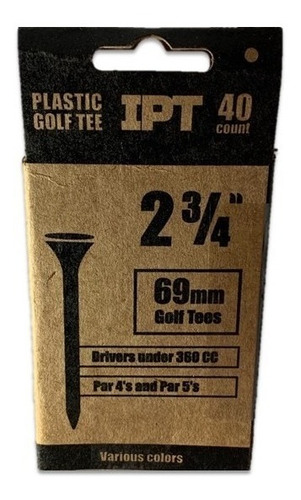 PLASTIC
GOLF TEE
IPT
40
count
2 3/4"
69mm
Golf Tees
Drivers under 360 CC
Par 4's and Par 5's
Various colors